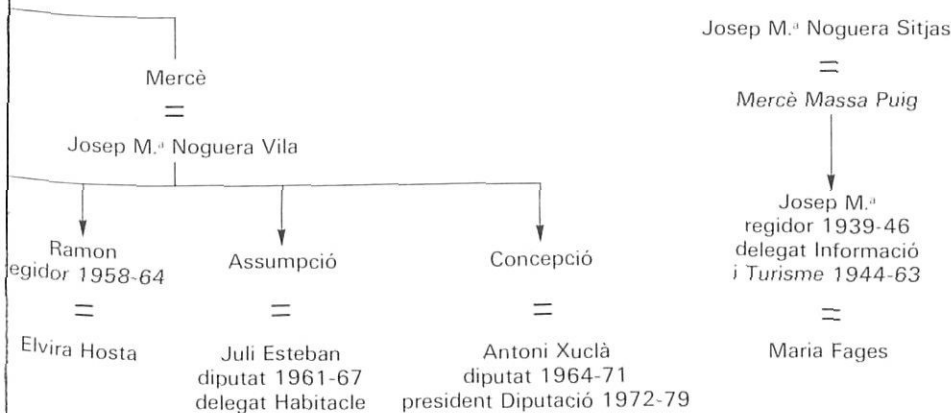 Josep M.ª Noguera Sitjas
=
Mercè Massa Puig
Mercè
=
Josep M.ª Noguera Vila
Josep M.ª
regidor 1939-46
delegat Informació
i Turisme 1944-63
=
Maria Fages
Ramon
egidor 1958-64
=
Elvira Hosta
Assumpció
=
Juli Esteban
diputat 1961-67
delegat Habitacle
Concepció
=
Antoni Xuclà
diputat 1964-71
president Diputació 1972-79